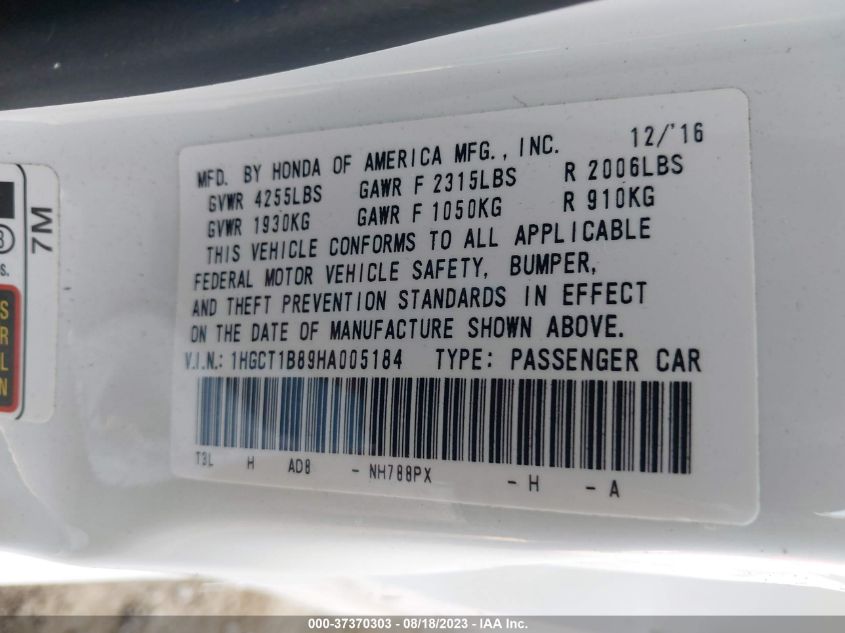 MFD. BY HONDA OF AMERICA MFG., INC. 12/'16
GVWR 4255LBS GAWR F 2315LBS R 2006LBS
GVWR 1930KG GAWR F 1050KG R 910KG
THIS VEHICLE CONFORMS TO ALL APPLICABLE
FEDERAL MOTOR VEHICLE SAFETY, BUMPER,
AND THEFT PREVENTION STANDARDS IN EFFECT
ON THE DATE OF MANUFACTURE SHOWN ABOVE.
V.I.N.: 1HGCT1B89HA005184 TYPE: PASSENGER CAR
T3L H AD8 - NH788PX - H - A
7M
000-37370303 - 08/18/2023 - IAA Inc.